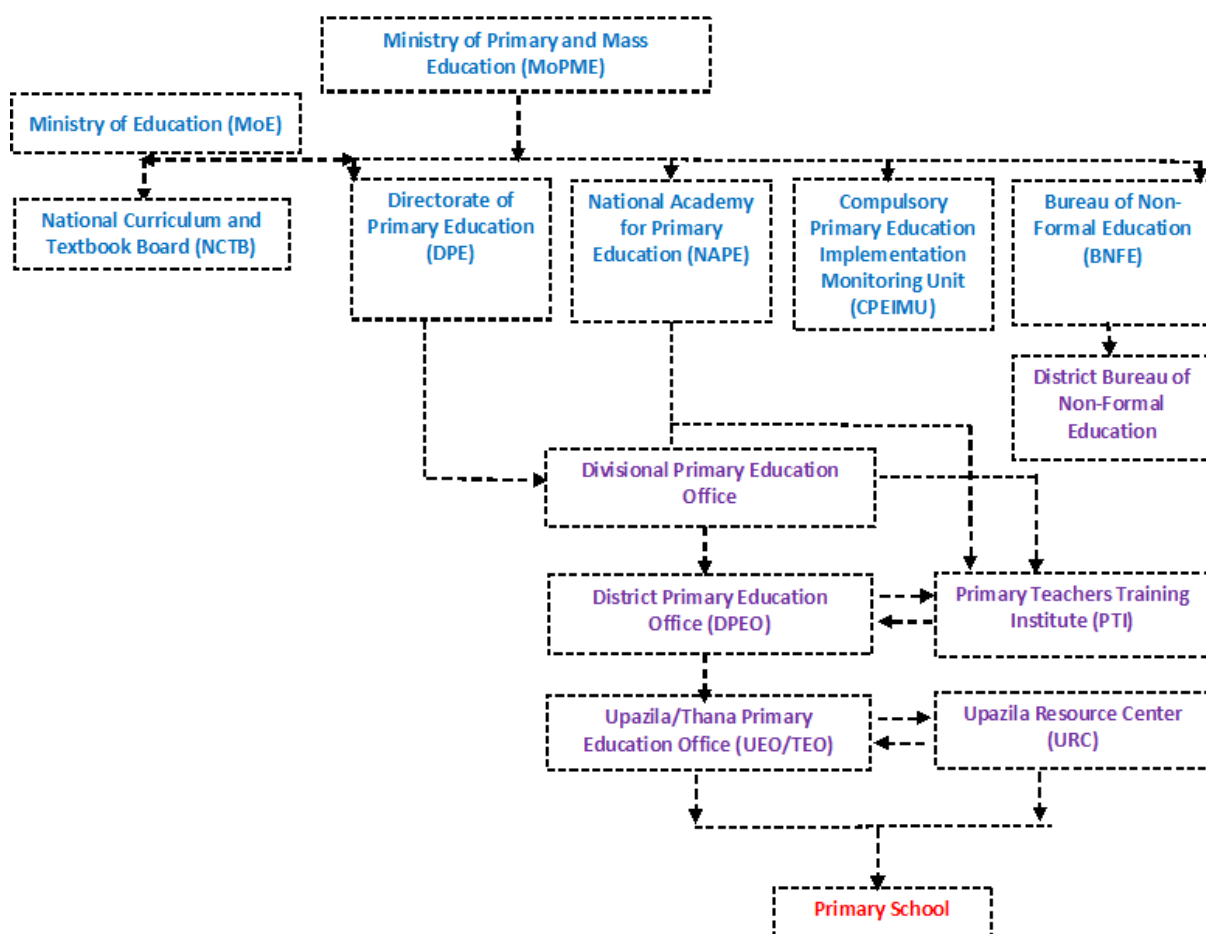 Ministry of Primary and Mass
Education (MoPME)
Ministry of Education (MoE)
National Curriculum and
Textbook Board (NCTB)
Directorate of
Primary Education
(DPE)
National Academy
for Primary
Education (NAPE)
Compulsory
Primary Education
Implementation
Monitoring Unit
(CPEIMU)
Bureau of Non-
Formal Education
(BNFE)
District Bureau of
Non-Formal
Education
Divisional Primary Education
Office
District Primary Education
Office (DPEO)
Primary Teachers Training
Institute (PTI)
Upazila/Thana Primary
Education Office (UEO/TEO)
Upazila Resource Center
(URC)
Primary School